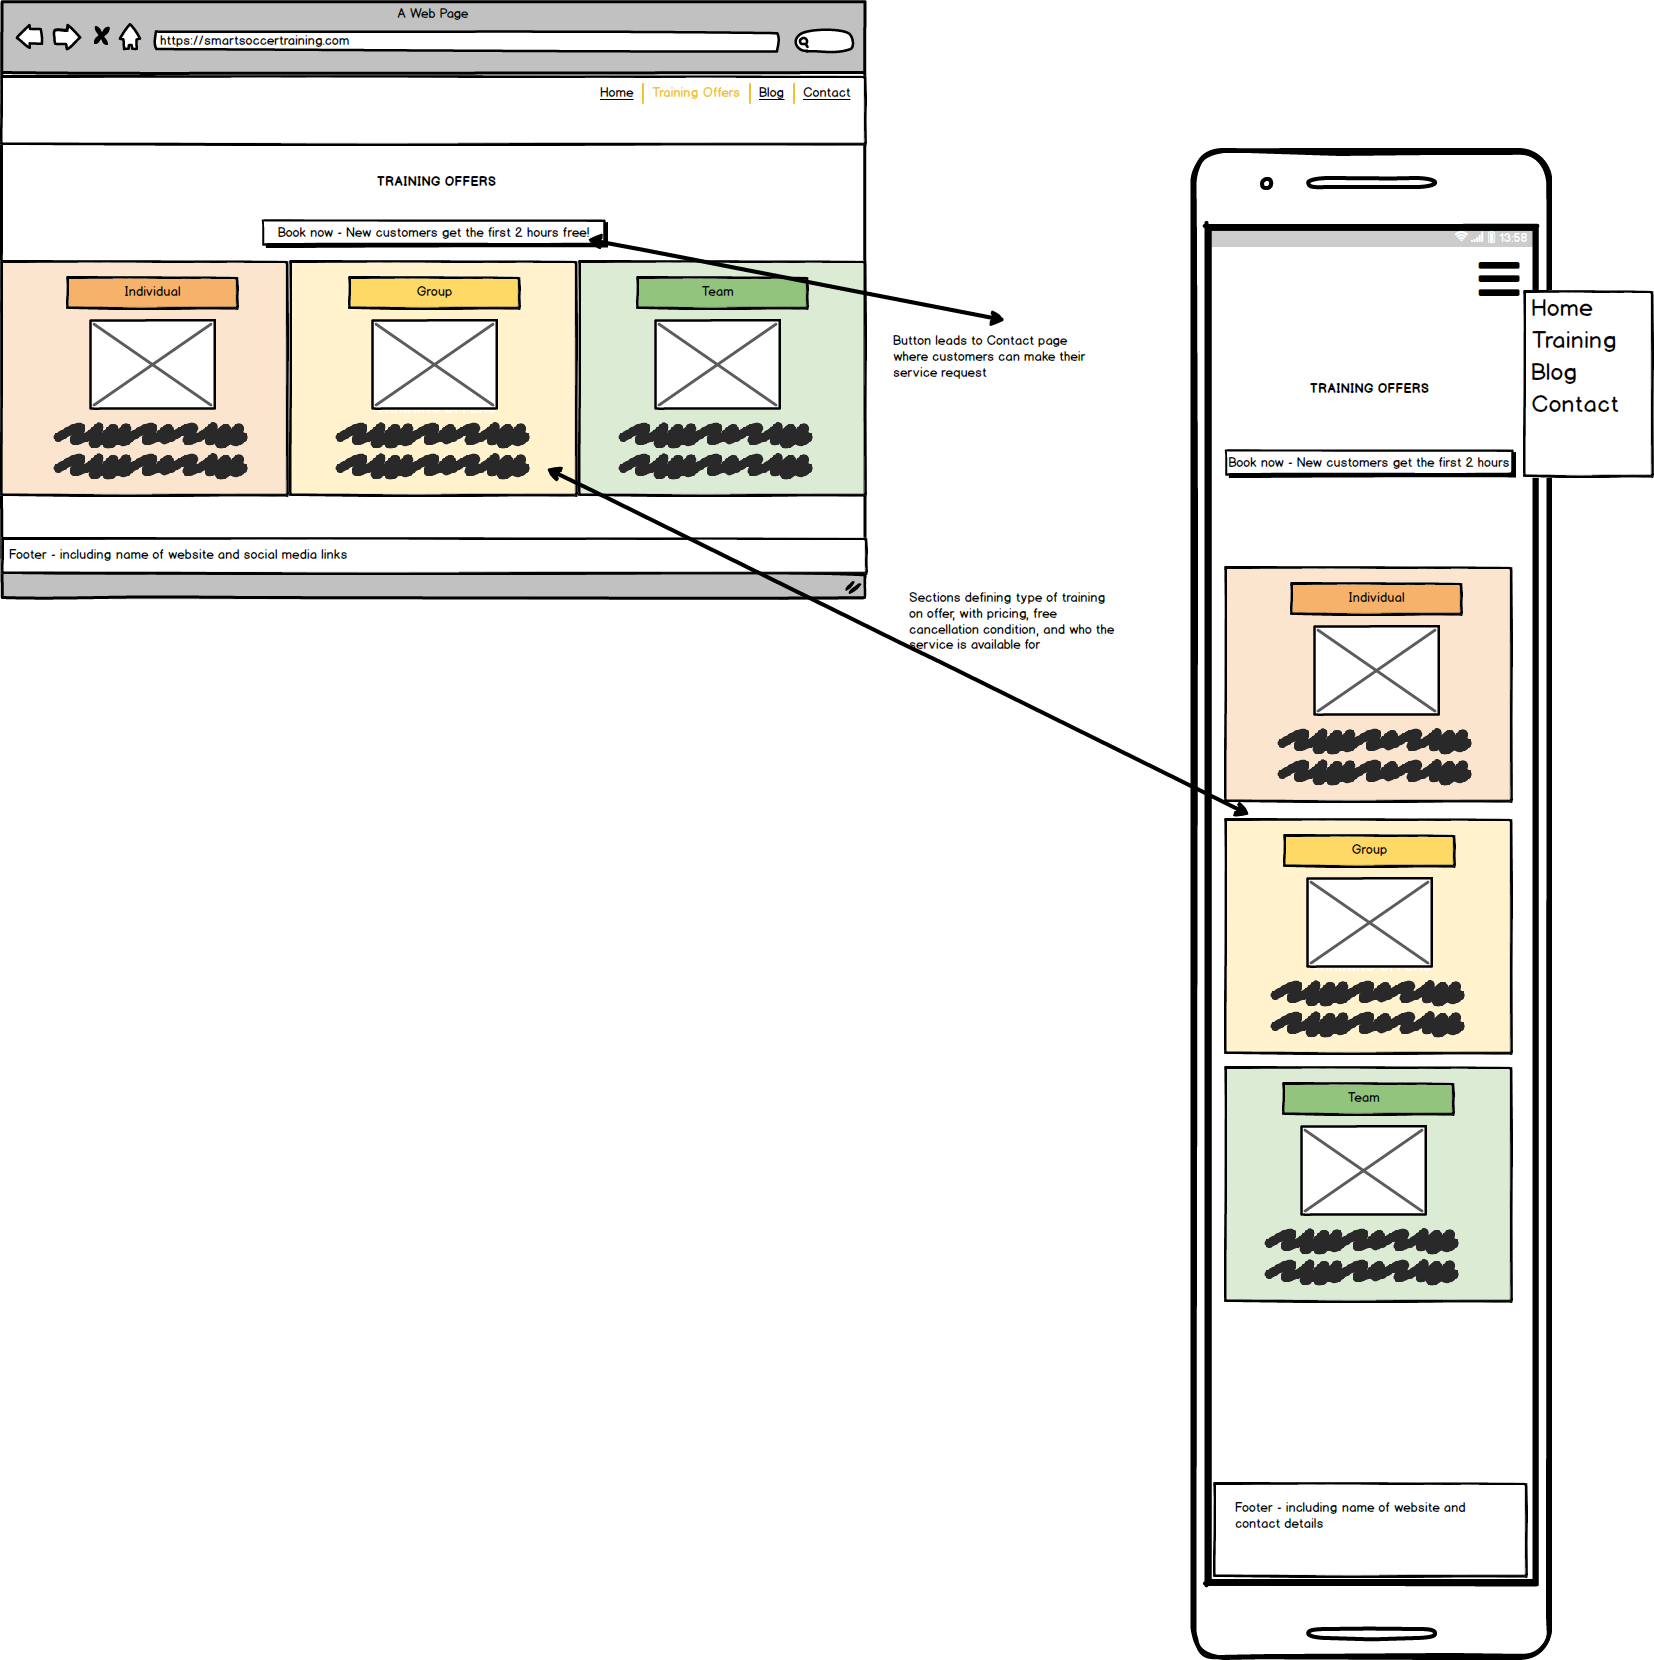 A Web Page
https://smartsoccertraining.com
Home Training Offers Blog Contact
TRAINING OFFERS
Book now - New customers get the first 2 hours free!
Individual
Group
Team
Footer - including name of website and social media links
Button leads to Contact page
where customers can make their
service request
Sections defining type of training
on offer, with pricing, free
cancellation condition, and who the
service is available for
13:58
Home
Training
Blog
Contact
TRAINING OFFERS
Book now - New customers get the first 2 hours
Individual
Group
Team
Footer - including name of website and
contact details